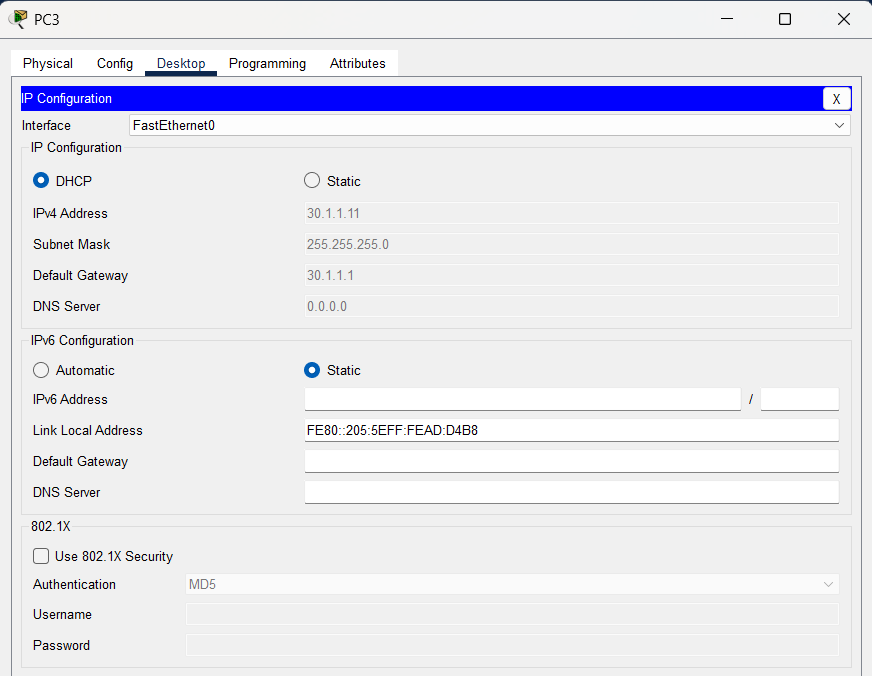 PC3
Physical Config Desktop Programming Attributes
IP Configuration X
Interface FastEthernet0
IP Configuration
DHCP Static
IPv4 Address 30.1.1.11
Subnet Mask 255.255.255.0
Default Gateway 30.1.1.1
DNS Server 0.0.0.0
IPv6 Configuration
Automatic Static
IPv6 Address /
Link Local Address FE80::205:5EFF:FEAD:D4B8
Default Gateway
DNS Server
802.1X
Use 802.1X Security
Authentication MD5
Username
Password